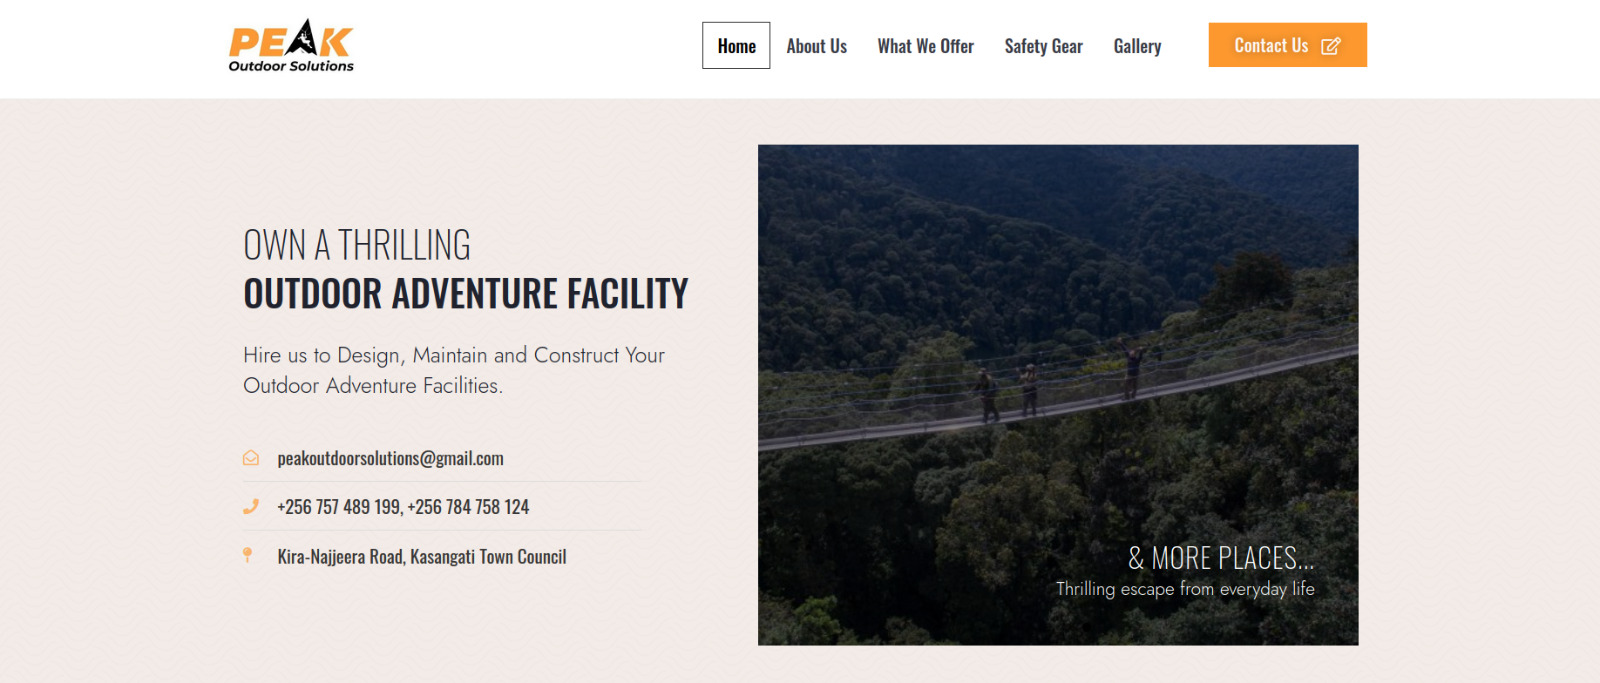 PEAK
Outdoor Solutions
Home
About Us
What We Offer
Safety Gear
Gallery
Contact Us
OWN A THRILLING
OUTDOOR ADVENTURE FACILITY
Hire us to Design, Maintain and Construct Your
Outdoor Adventure Facilities.
peakoutdoorsolutions@gmail.com
+256 757 489 199, +256 784 758 124
Kira-Najjeera Road, Kasangati Town Council
& MORE PLACES...
Thrilling escape from everyday life